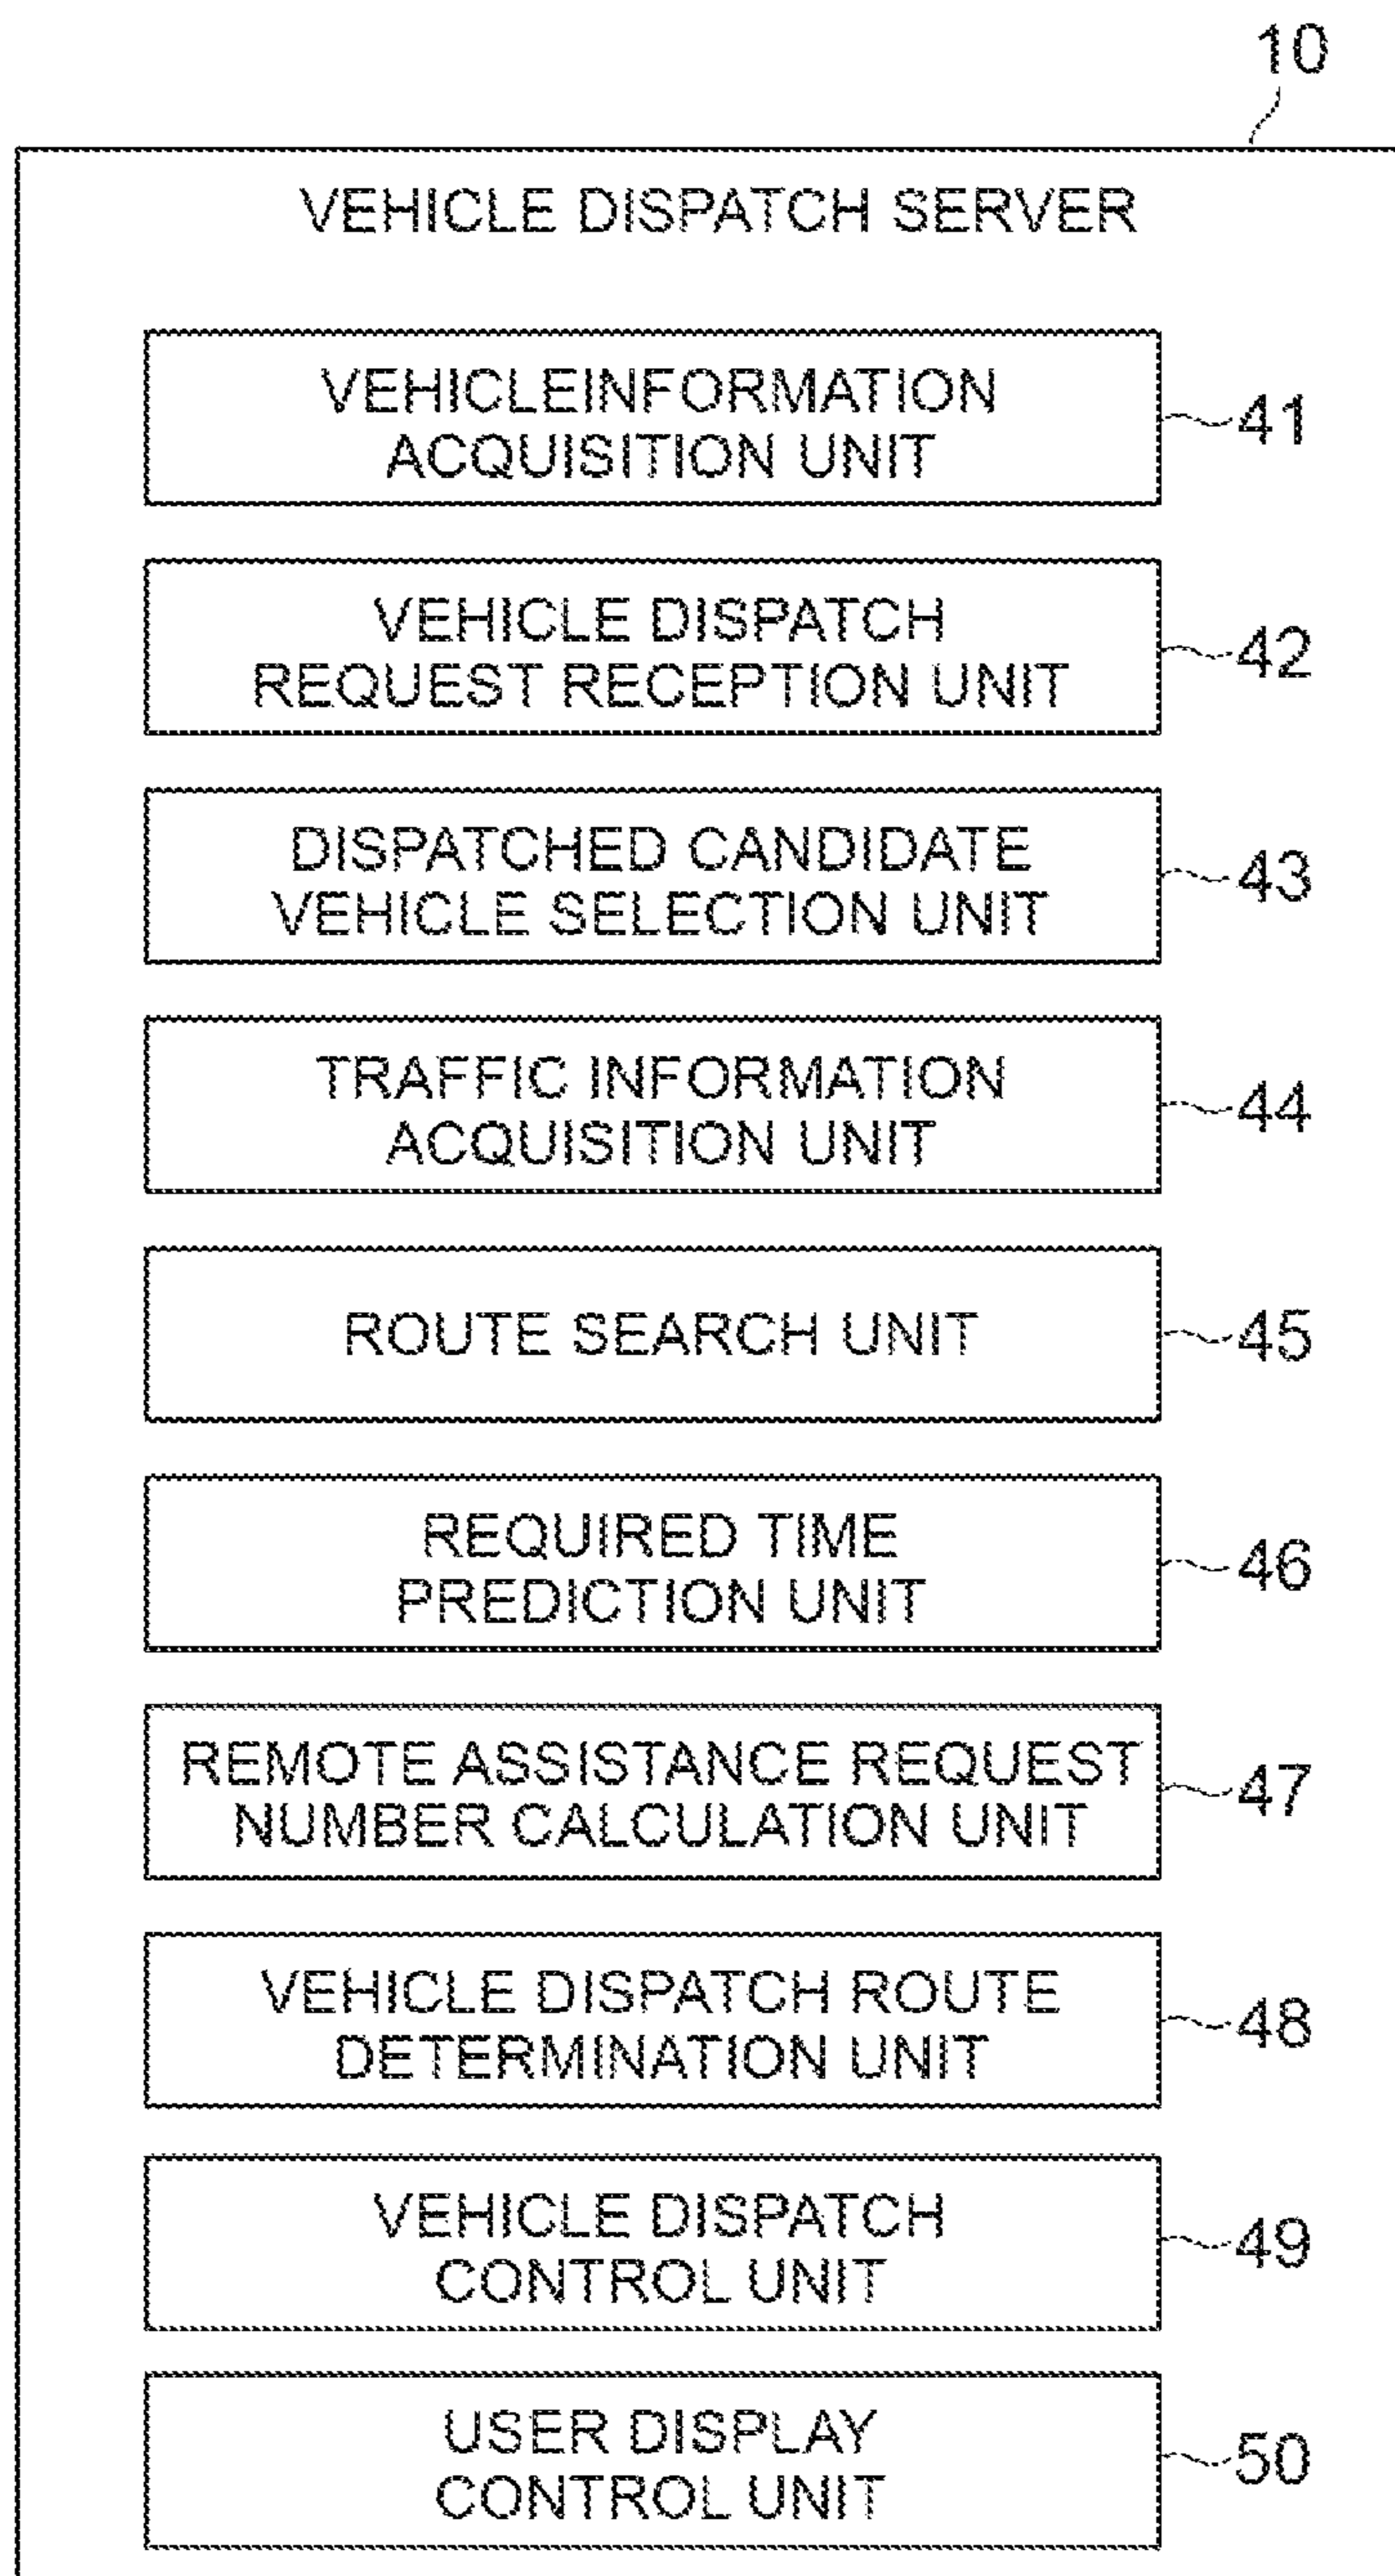 10
VEHICLE DISPATCH SERVER
VEHICLEINFORMATION
ACQUISITION UNIT
41
VEHICLE DISPATCH
REQUEST RECEPTION UNIT
42
DISPATCHED CANDIDATE
VEHICLE SELECTION UNIT
43
TRAFFIC INFORMATION
ACQUISITION UNIT
44
ROUTE SEARCH UNIT
45
REQUIRED TIME
PREDICTION UNIT
46
REMOTE ASSISTANCE REQUEST
NUMBER CALCULATION UNIT
47
VEHICLE DISPATCH ROUTE
DETERMINATION UNIT
48
VEHICLE DISPATCH
CONTROL UNIT
49
USER DISPLAY
CONTROL UNIT
50